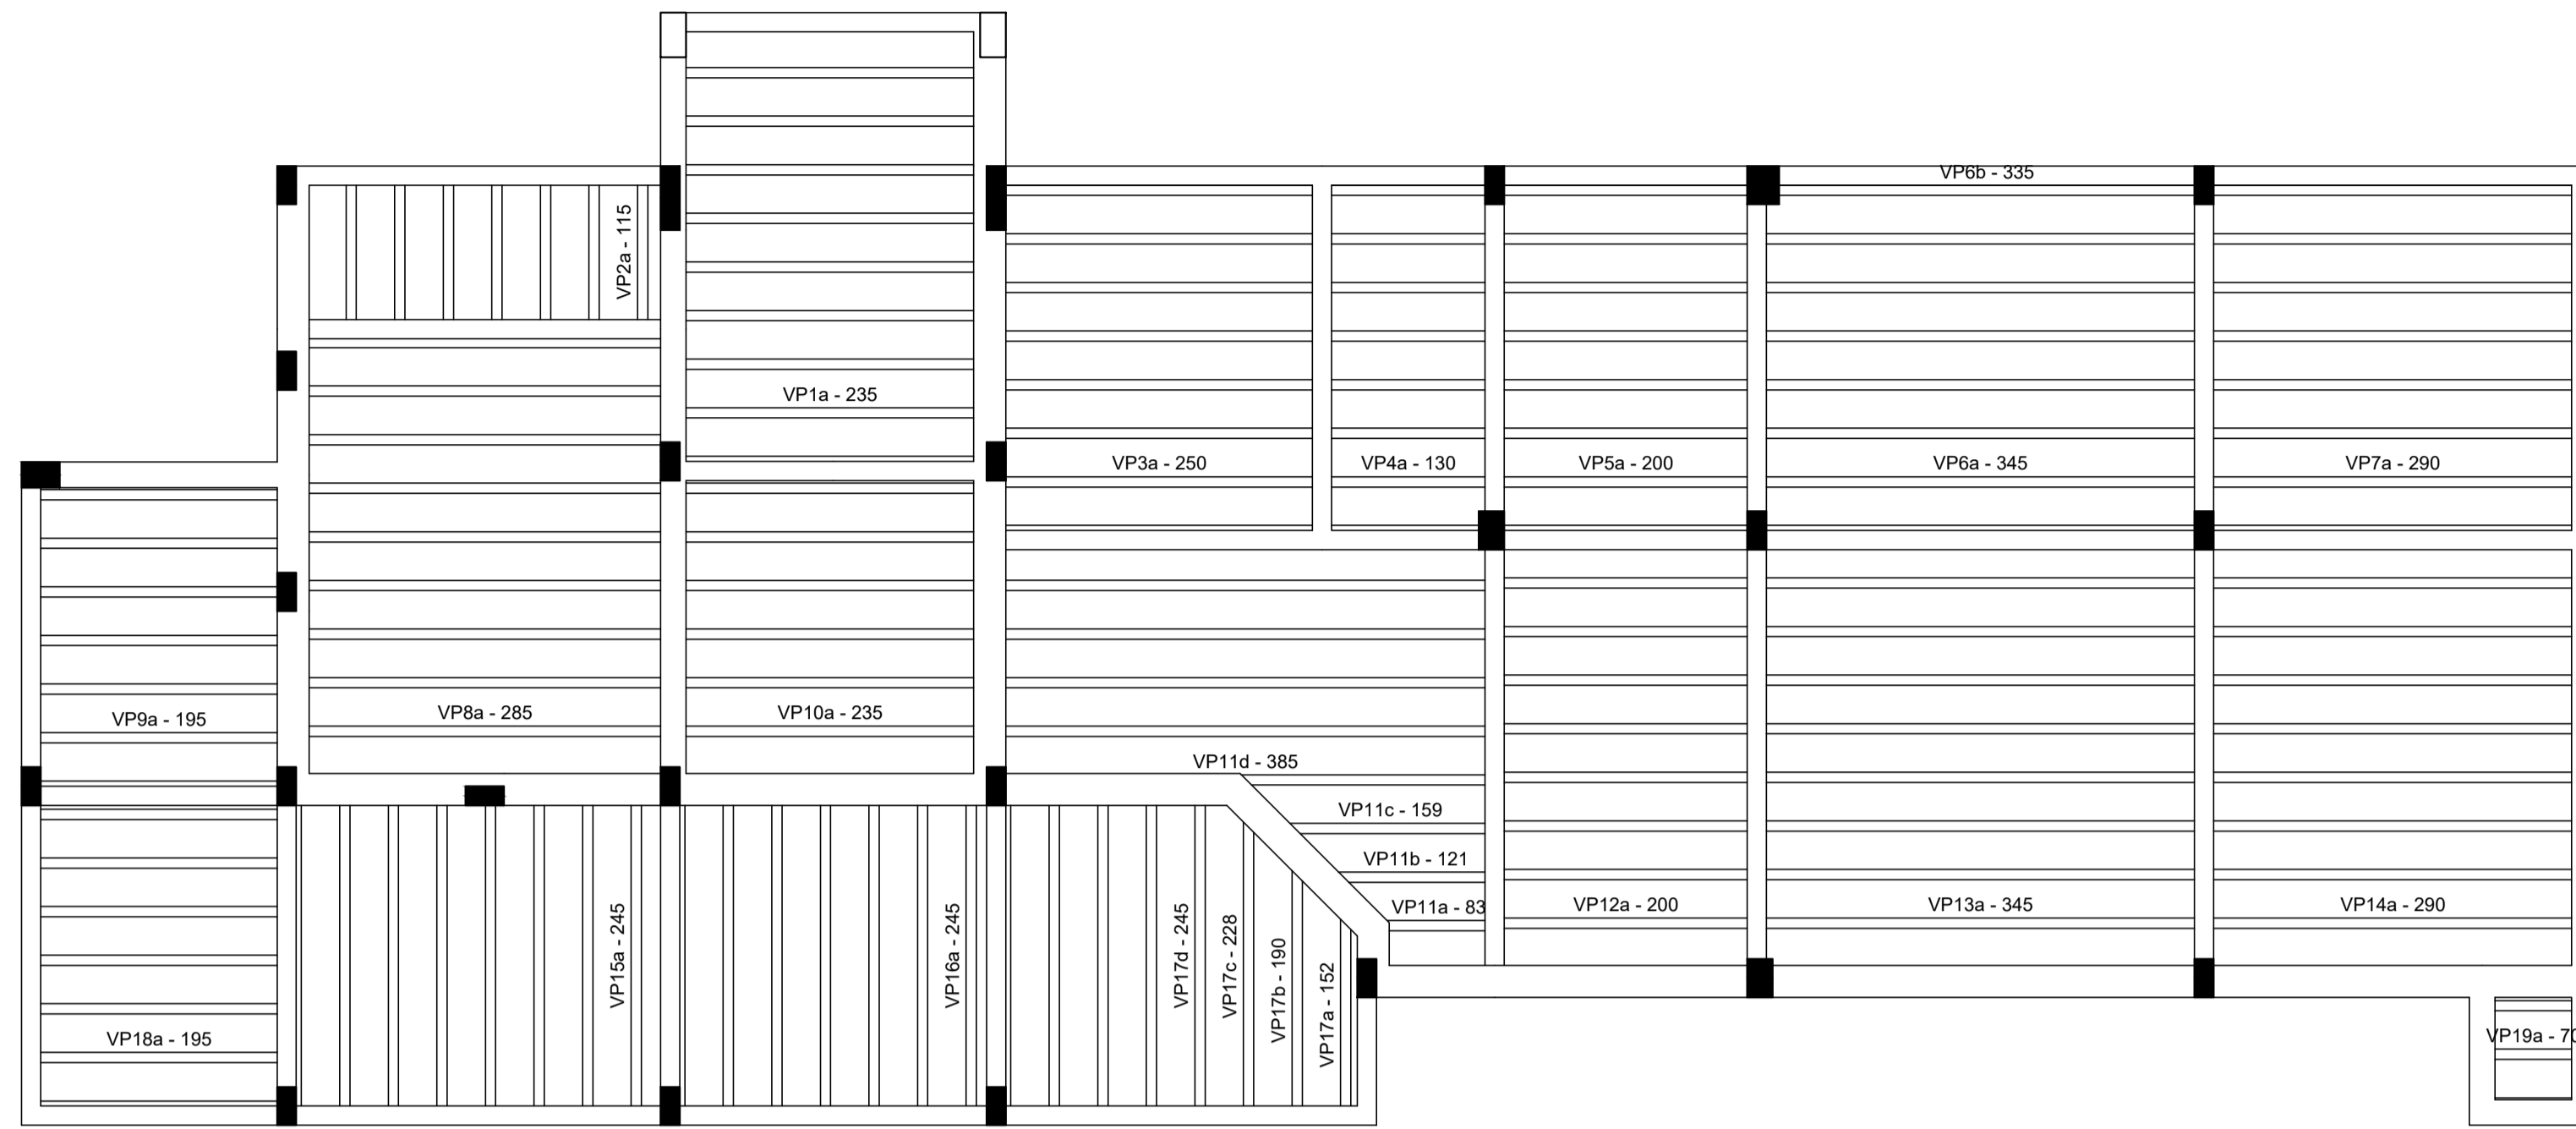 VP6b - 335
VP2a - 115
VP1a - 235
VP3a - 250
VP4a - 130
VP5a - 200
VP6a - 345
VP7a - 290
VP9a - 195
VP8a - 285
VP10a - 235
VP11d - 385
VP11c - 159
VP11b - 121
VP11a - 83
VP12a - 200
VP13a - 345
VP14a - 290
VP15a - 245
VP16a - 245
VP17d - 245
VP17c - 228
VP17b - 190
VP17a - 152
VP18a - 195
VP19a - 70